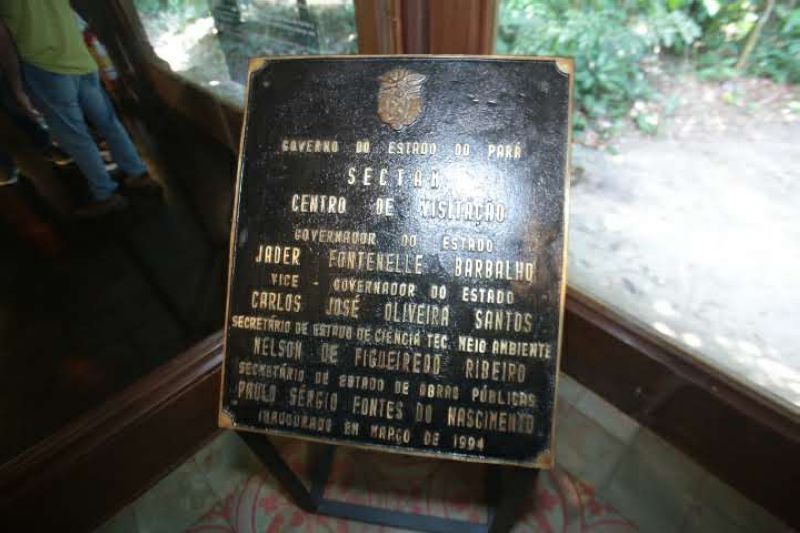 GOVERNO DO ESTADO DO PARÁ
SECTAM
CENTRO DE VISITAÇÃO
GOVERNADOR DO ESTADO
JADER FONTENELLE BARBALHO
VICE - GOVERNADOR DO ESTADO
CARLOS JOSÉ OLIVEIRA SANTOS
SECRETÁRIO DE ESTADO DE CIÊNCIA TEC. MEIO AMBIENTE
NELSON DE FIGUEIREDO RIBEIRO
SECRETÁRIO DE ESTADO DE OBRAS PÚBLICAS
PAULO SÉRGIO FONTES DO NASCIMENTO
INAUGURADO EM MARÇO DE 1994